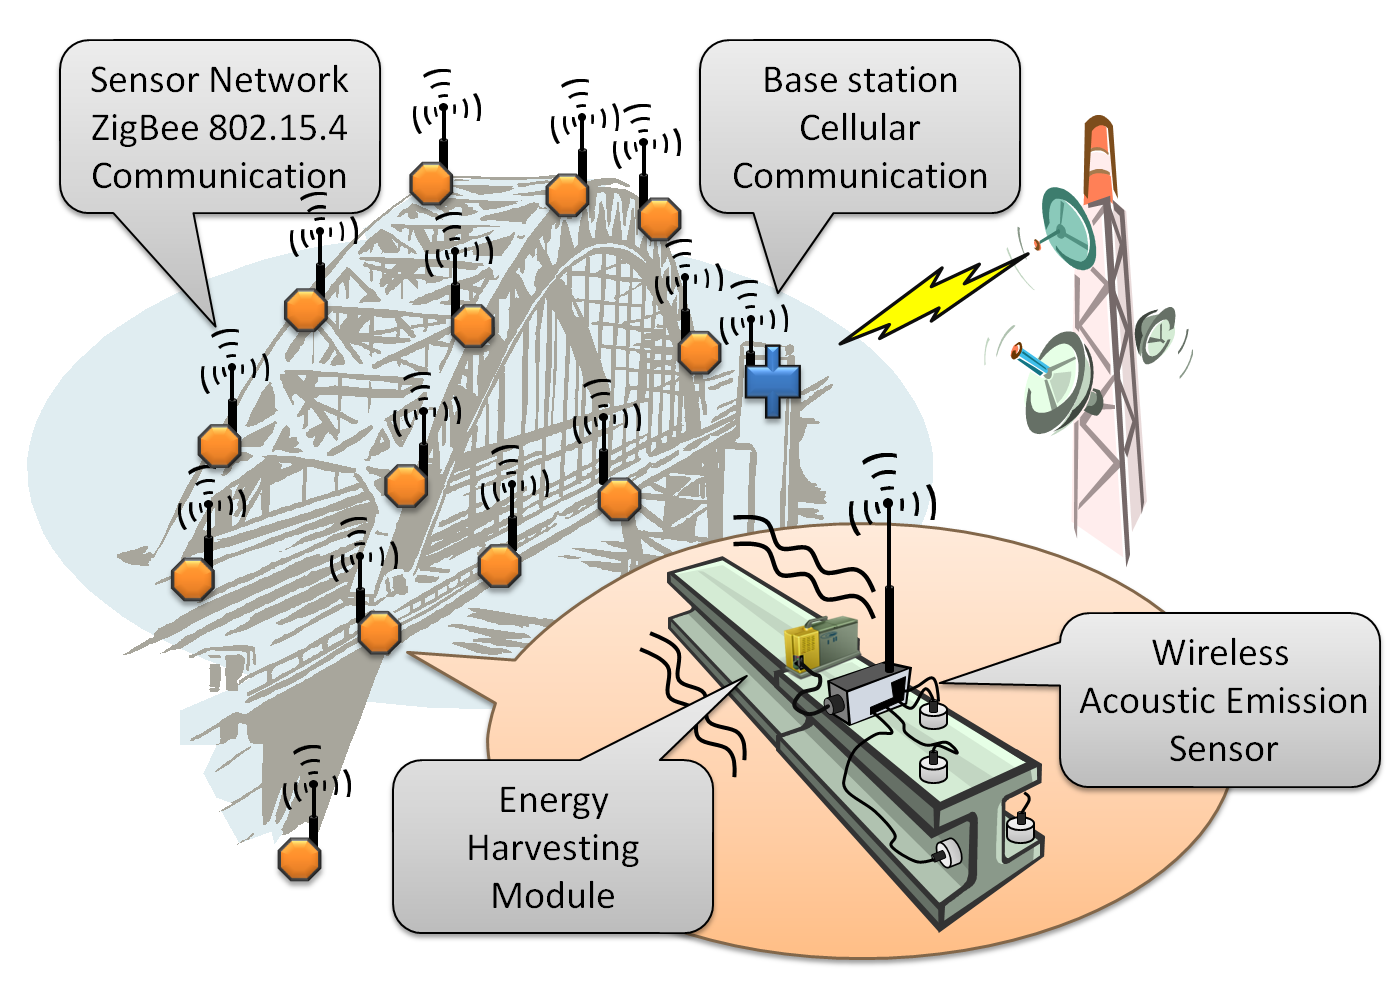 Sensor Network
ZigBee 802.15.4
Communication
Base station
Cellular
Communication
Wireless
Acoustic Emission
Sensor
Energy
Harvesting
Module